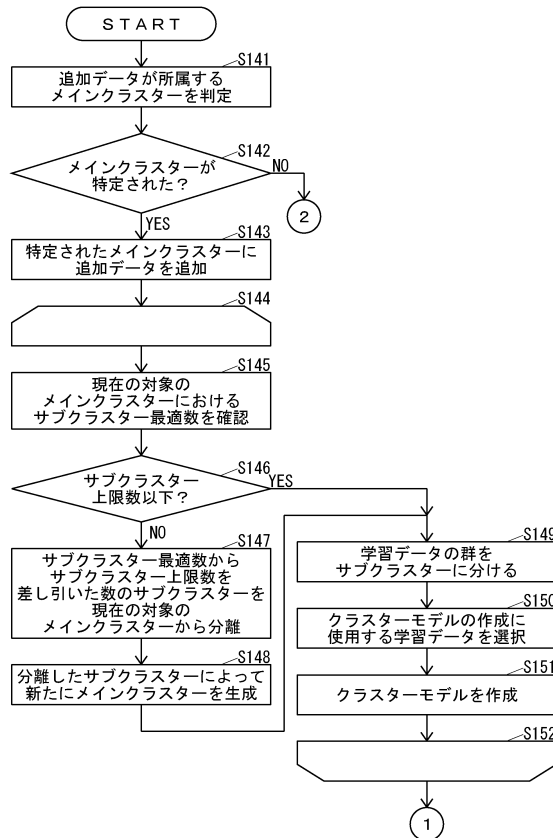 START
S141
追加データが所属する
メインクラスターを判定
S142
メインクラスターが
特定された？
NO
2
YES
S143
特定されたメインクラスターに
追加データを追加
S144
S145
現在の対象の
メインクラスターにおける
サブクラスター最適数を確認
S146
サブクラスター
上限数以下？
YES
NO
S147
サブクラスター最適数から
サブクラスター上限数を
差し引いた数のサブクラスターを
現在の対象の
メインクラスターから分離
S148
分離したサブクラスターによって
新たにメインクラスターを生成
S149
学習データの群を
サブクラスターに分ける
S150
クラスターモデルの作成に
使用する学習データを選択
S151
クラスターモデルを作成
S152
1